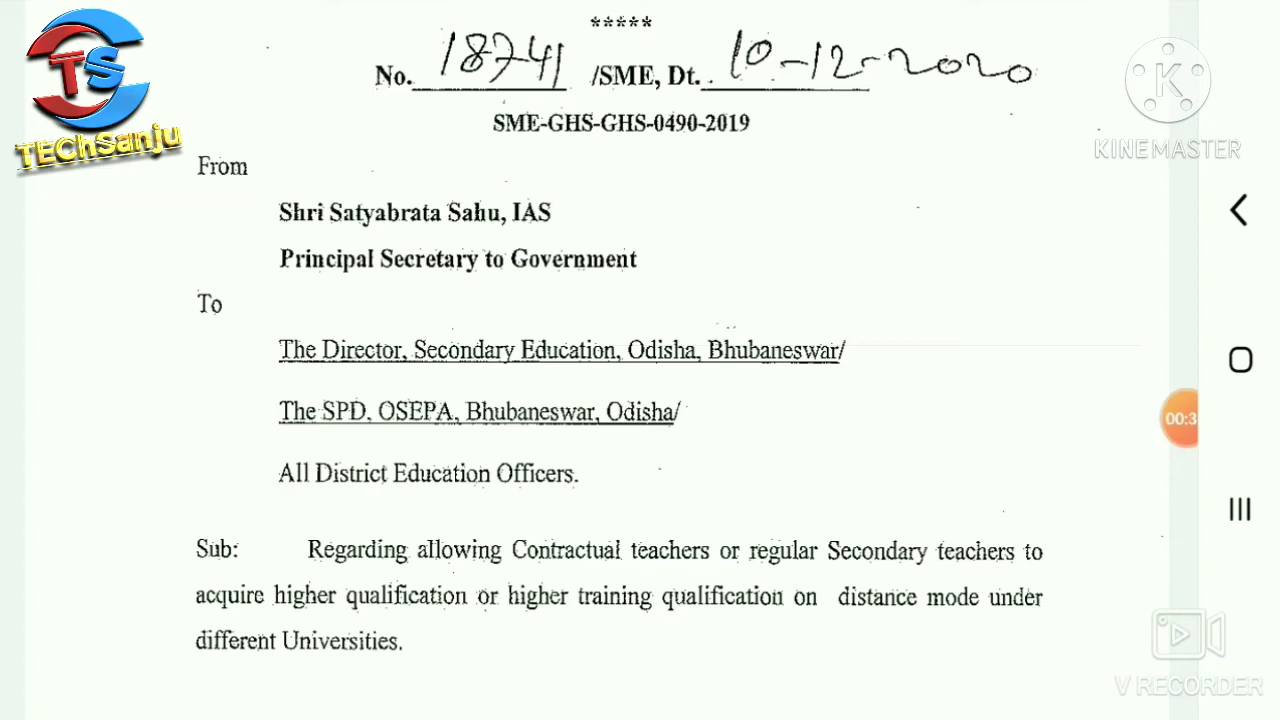 *****
No. 18741 /SME, Dt. 10-12-2020
SME-GHS-GHS-0490-2019
From
Shri Satyabrata Sahu, IAS
Principal Secretary to Government
To
The Director, Secondary Education, Odisha, Bhubaneswar/
The SPD, OSEPA, Bhubaneswar, Odisha/
All District Education Officers.
Sub: Regarding allowing Contractual teachers or regular Secondary teachers to
acquire higher qualification or higher training qualification on distance mode under
different Universities.
TS
TEChSanju
K
KINEMASTER
00:3
V RECORDER